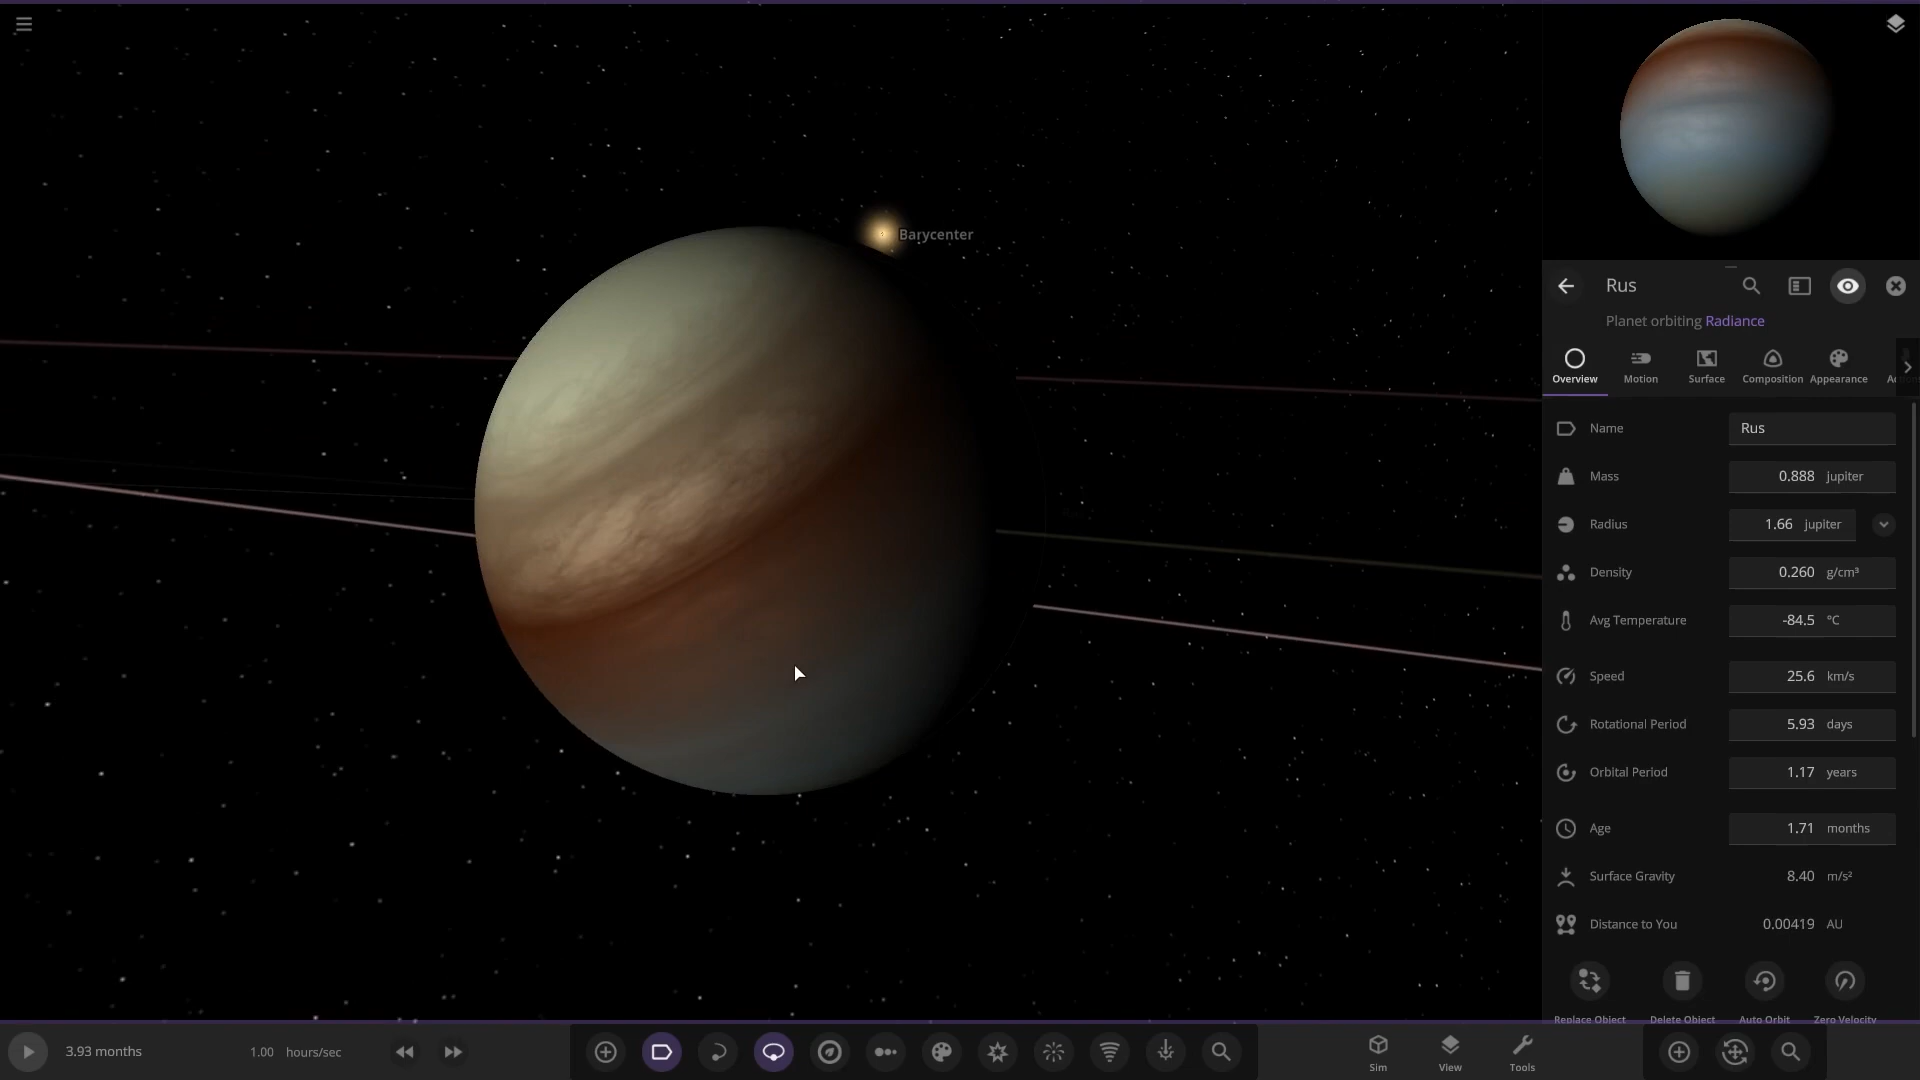 Barycenter
Rus
Planet orbiting Radiance
Overview
Motion
Surface
Composition
Appearance
Name Rus
Mass 0.888 jupiter
Radius 1.66 jupiter
Density 0.260 g/cm³
Avg Temperature -84.5 °C
Speed 25.6 km/s
Rotational Period 5.93 days
Orbital Period 1.17 years
Age 1.71 months
Surface Gravity 8.40 m/s²
Distance to You 0.00419 AU
Replace Object
Delete Object
Auto Orbit
Zero Velocity
3.93 months
1.00 hours/sec
Sim
View
Tools